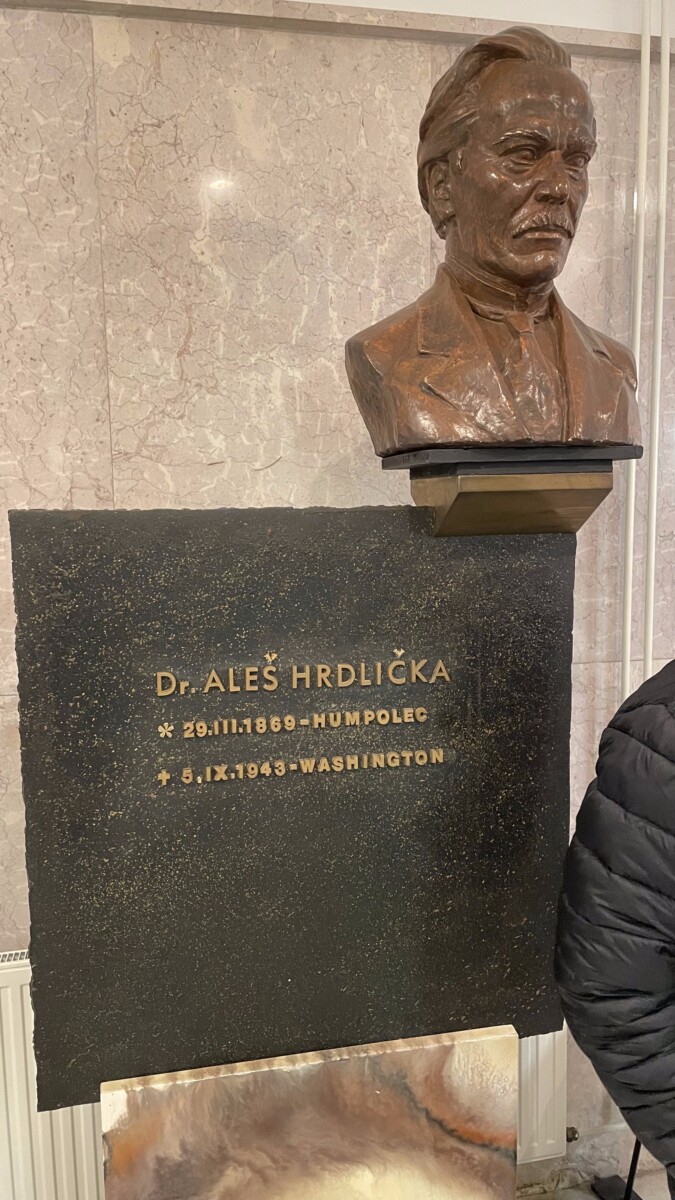 Dr. ALEŠ HRDLIČKA
* 29.III.1869-HUMPOLEC
+ 5.IX.1943-WASHINGTON